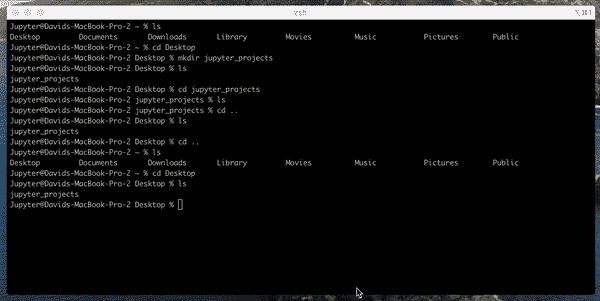 zsh
⌥⌘1
Jupyter@Davids-MacBook-Pro-2 ~ % ls
Desktop Documents Downloads Library Movies Music Pictures Public
Jupyter@Davids-MacBook-Pro-2 ~ % cd Desktop
Jupyter@Davids-MacBook-Pro-2 Desktop % mkdir jupyter_projects
Jupyter@Davids-MacBook-Pro-2 Desktop % ls
jupyter_projects
Jupyter@Davids-MacBook-Pro-2 Desktop % cd jupyter_projects
Jupyter@Davids-MacBook-Pro-2 jupyter_projects % ls
Jupyter@Davids-MacBook-Pro-2 jupyter_projects % cd ..
Jupyter@Davids-MacBook-Pro-2 Desktop % ls
jupyter_projects
Jupyter@Davids-MacBook-Pro-2 Desktop % cd ..
Jupyter@Davids-MacBook-Pro-2 ~ % ls
Desktop Documents Downloads Library Movies Music Pictures Public
Jupyter@Davids-MacBook-Pro-2 ~ % cd Desktop
Jupyter@Davids-MacBook-Pro-2 Desktop % ls
jupyter_projects
Jupyter@Davids-MacBook-Pro-2 Desktop %